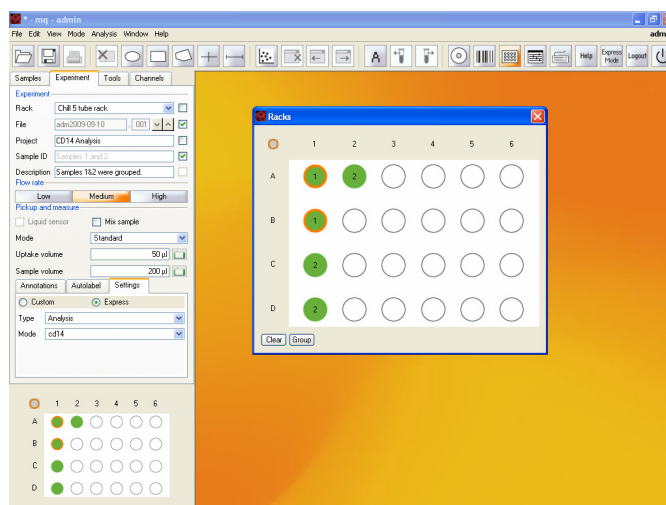 * - mq - admin
File Edit View Mode Analysis Window Help
A Help Express Mode Logout
Samples Experiment Tools Channels
Experiment
Rack Chill 5 tube rack
File adm2009-09-10 . 001
Project CD14 Analysis
Sample ID Samples 1 and 2
Description Samples 1&2 were grouped.
Flow rate
Low Medium High
Pickup and measure
Liquid sensor Mix sample
Mode Standard
Uptake volume 50 µl
Sample volume 200 µl
Annotations Autolabel Settings
Custom Express
Type Analysis
Mode cd14
1 2 3 4 5 6
A
B
C
D
Racks
1 2 3 4 5 6
A 1 2
B 1
C 2
D 2
Clear Group